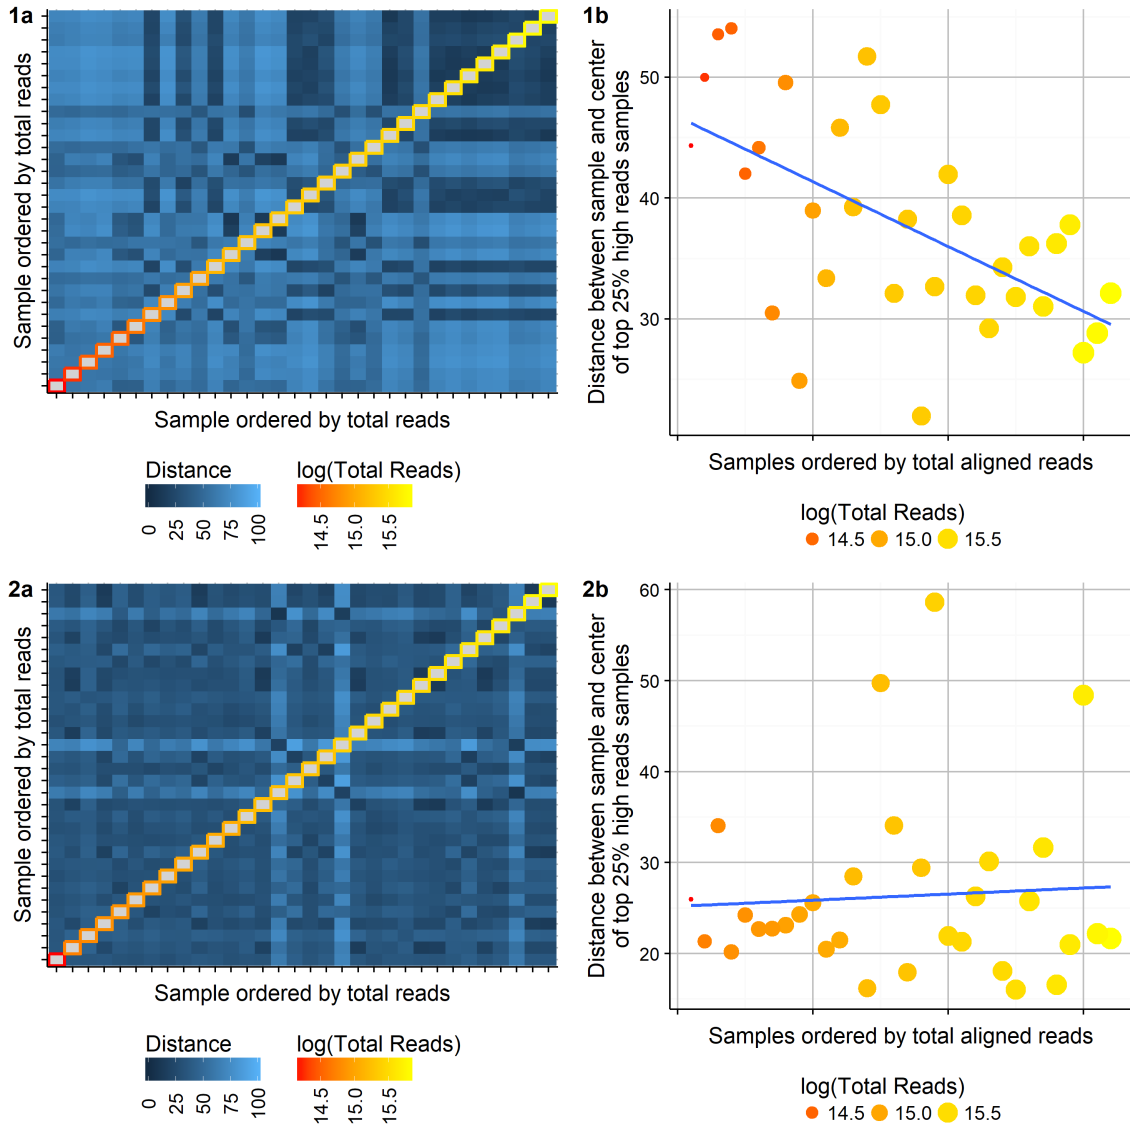 1a
Sample ordered by total reads
Sample ordered by total reads
Distance
0 25 50 75 100
log(Total Reads)
14.5 15.0 15.5
1b
Distance between sample and center
of top 25% high reads samples
50
40
30
Samples ordered by total aligned reads
log(Total Reads)
14.5 15.0 15.5
2a
Sample ordered by total reads
Sample ordered by total reads
Distance
0 25 50 75 100
log(Total Reads)
14.5 15.0 15.5
2b
Distance between sample and center
of top 25% high reads samples
60
50
40
30
20
Samples ordered by total aligned reads
log(Total Reads)
14.5 15.0 15.5